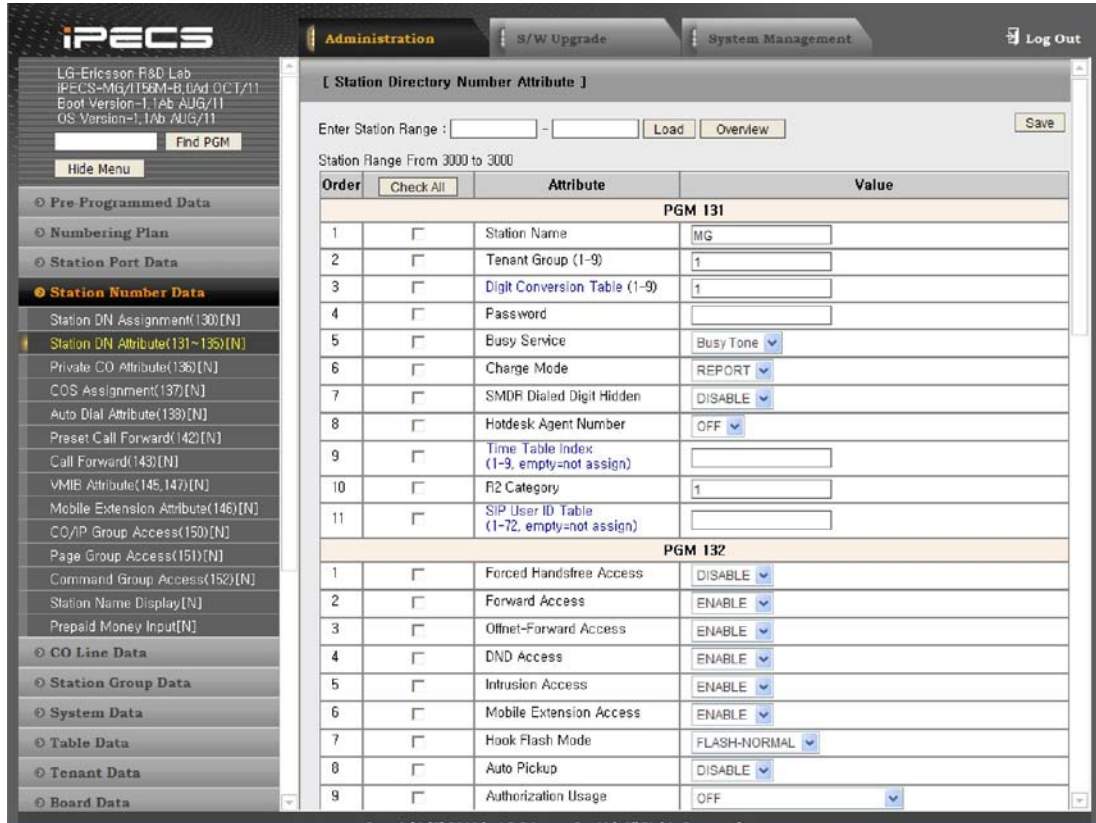 iPECS
Administration
S/W Upgrade
System Management
Log Out
LG-Ericsson R&D Lab
iPECS-MG/IT56M-B,0Ad OCT/11
Boot Version-1,1Ab AUG/11
OS Version-1,1Ab AUG/11
Find PGM
Hide Menu
Pre-Programmed Data
Numbering Plan
Station Port Data
Station Number Data
Station DN Assignment(130)[N]
Station DN Attribute(131~135)[N]
Private CO Attribute(136)[N]
COS Assignment(137)[N]
Auto Dial Attribute(138)[N]
Preset Call Forward(142)[N]
Call Forward(143)[N]
VMIB Attribute(145,147)[N]
Mobile Extension Attribute(146)[N]
CO/IP Group Access(150)[N]
Page Group Access(151)[N]
Command Group Access(152)[N]
Station Name Display[N]
Prepaid Money Input[N]
CO Line Data
Station Group Data
System Data
Table Data
Tenant Data
Board Data
[ Station Directory Number Attribute ]
Enter Station Range : - Load Overview Save
Station Range From 3000 to 3000
Order Check All Attribute Value
PGM 131
1 Station Name MG
2 Tenant Group (1-9) 1
3 Digit Conversion Table (1-9) 1
4 Password
5 Busy Service Busy Tone
6 Charge Mode REPORT
7 SMDR Dialed Digit Hidden DISABLE
8 Hotdesk Agent Number OFF
9 Time Table Index
(1-9, empty=not assign)
10 R2 Category 1
11 SIP User ID Table
(1-72, empty=not assign)
PGM 132
1 Forced Handsfree Access DISABLE
2 Forward Access ENABLE
3 Offnet-Forward Access ENABLE
4 DND Access ENABLE
5 Intrusion Access ENABLE
6 Mobile Extension Access ENABLE
7 Hook Flash Mode FLASH-NORMAL
8 Auto Pickup DISABLE
9 Authorization Usage OFF